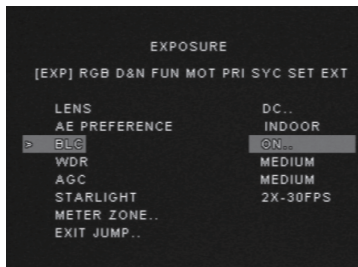 EXPOSURE
[EXP] RGB D&N FUN MOT PRI SYC SET EXT
LENS DC..
AE PREFERENCE INDOOR
> BLC ON..
WDR MEDIUM
AGC MEDIUM
STARLIGHT 2X-30FPS
METER ZONE..
EXIT JUMP..